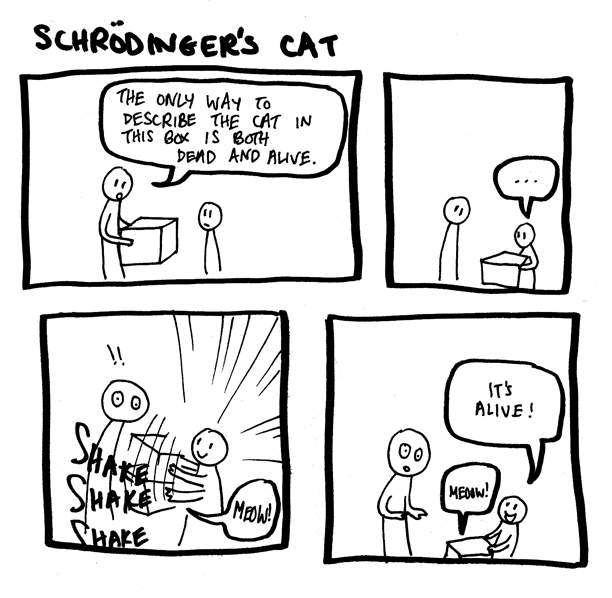 SCHRÖDINGER'S CAT
THE ONLY WAY TO
DESCRIBE THE CAT IN
THIS BOX IS BOTH
DEAD AND ALIVE.
...
!!
SHAKE
SHAKE
SHAKE
MEOW!
IT'S
ALIVE!
MEOOW!